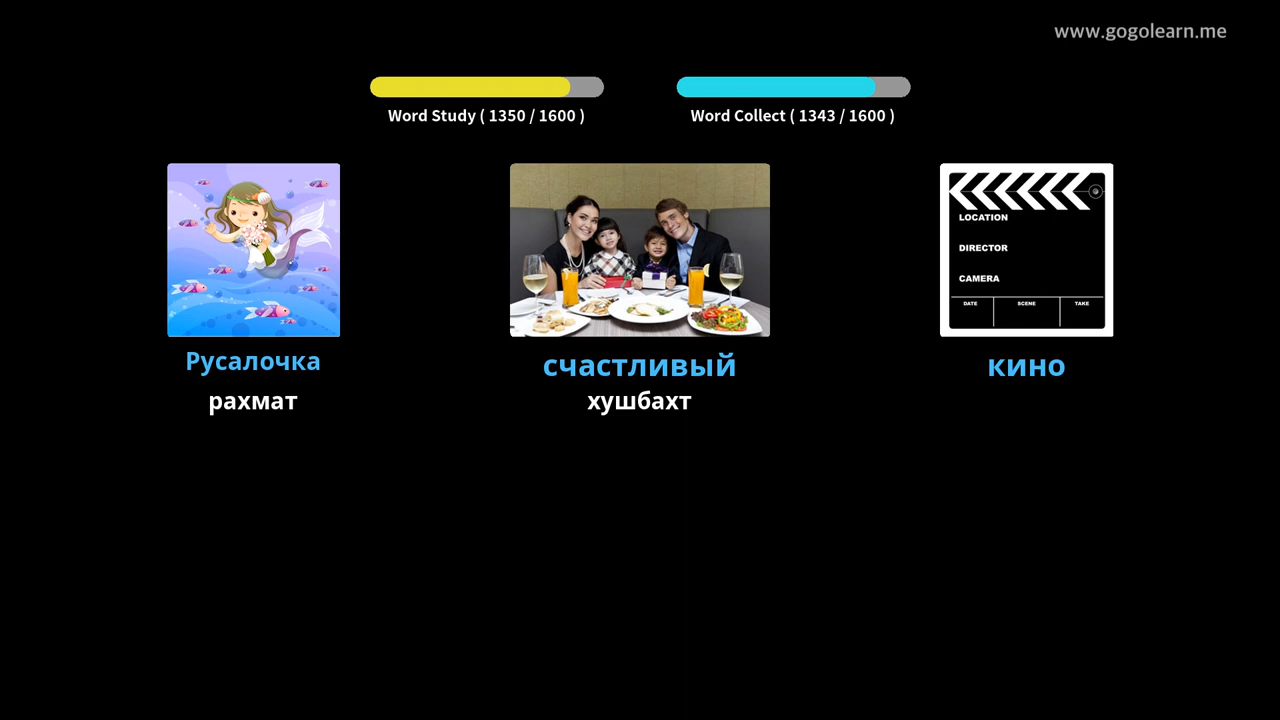 www.gogolearn.me
Word Study ( 1350 / 1600 )
Word Collect ( 1343 / 1600 )
LOCATION
DIRECTOR
CAMERA
DATE SCENE TAKE
Русалочка
счастливый
кино
рахмат
хушбахт